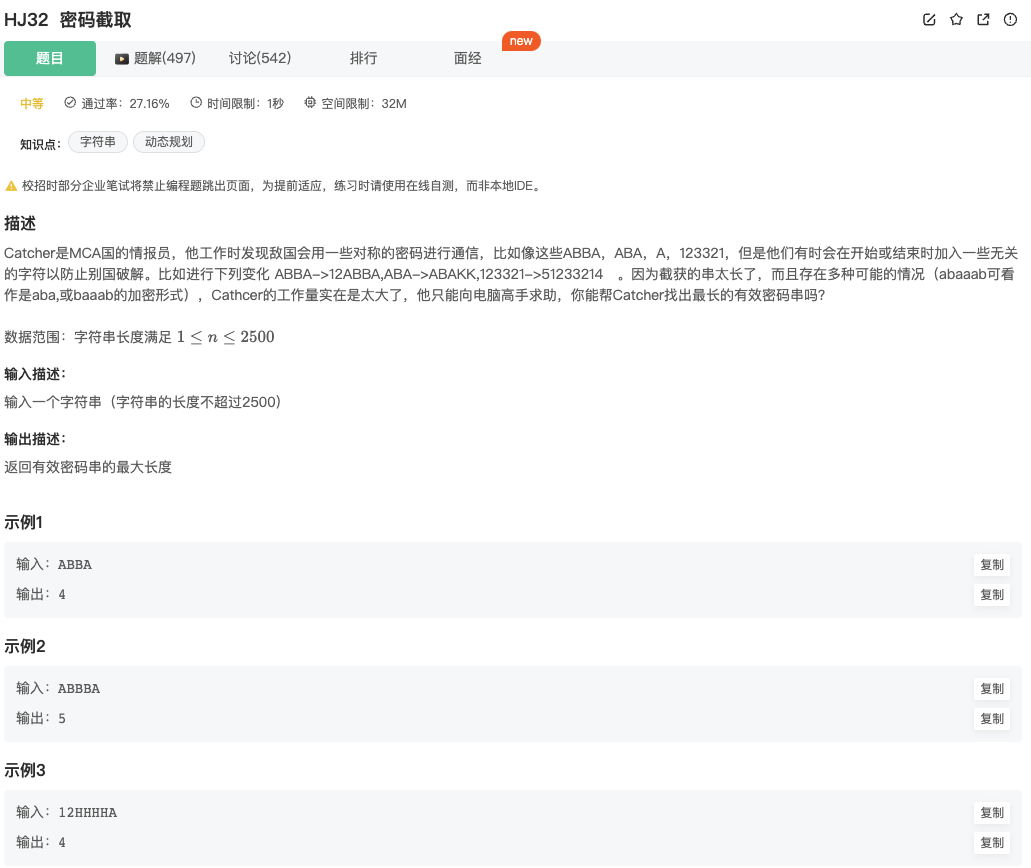 HJ32 密码截取
new
题目 题解(497) 讨论(542) 排行 面经
中等 通过率：27.16% 时间限制：1秒 空间限制：32M
知识点： 字符串 动态规划
校招时部分企业笔试将禁止编程题跳出页面，为提前适应，练习时请使用在线自测，而非本地IDE。
描述
Catcher是MCA国的情报员，他工作时发现敌国会用一些对称的密码进行通信，比如像这些ABBA，ABA，A，123321，但是他们有时会在开始或结束时加入一些无关
的字符以防止别国破解。比如进行下列变化 ABBA->12ABBA,ABA->ABAKK,123321->51233214　。因为截获的串太长了，而且存在多种可能的情况（abaaab可看
作是aba,或baaab的加密形式），Cathcer的工作量实在是太大了，他只能向电脑高手求助，你能帮Catcher找出最长的有效密码串吗？
数据范围：字符串长度满足 1 ≤ n ≤ 2500
输入描述：
输入一个字符串（字符串的长度不超过2500）
输出描述：
返回有效密码串的最大长度
示例1
输入：ABBA 复制
输出：4 复制
示例2
输入：ABBBA 复制
输出：5 复制
示例3
输入：12HHHHA 复制
输出：4 复制